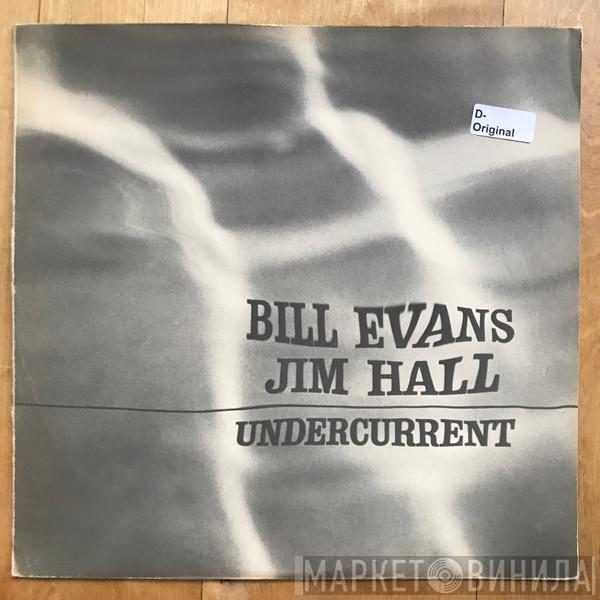 D-
Original
BILL EVANS
JIM HALL
UNDERCURRENT
МАРКЕТ ВИНИЛА